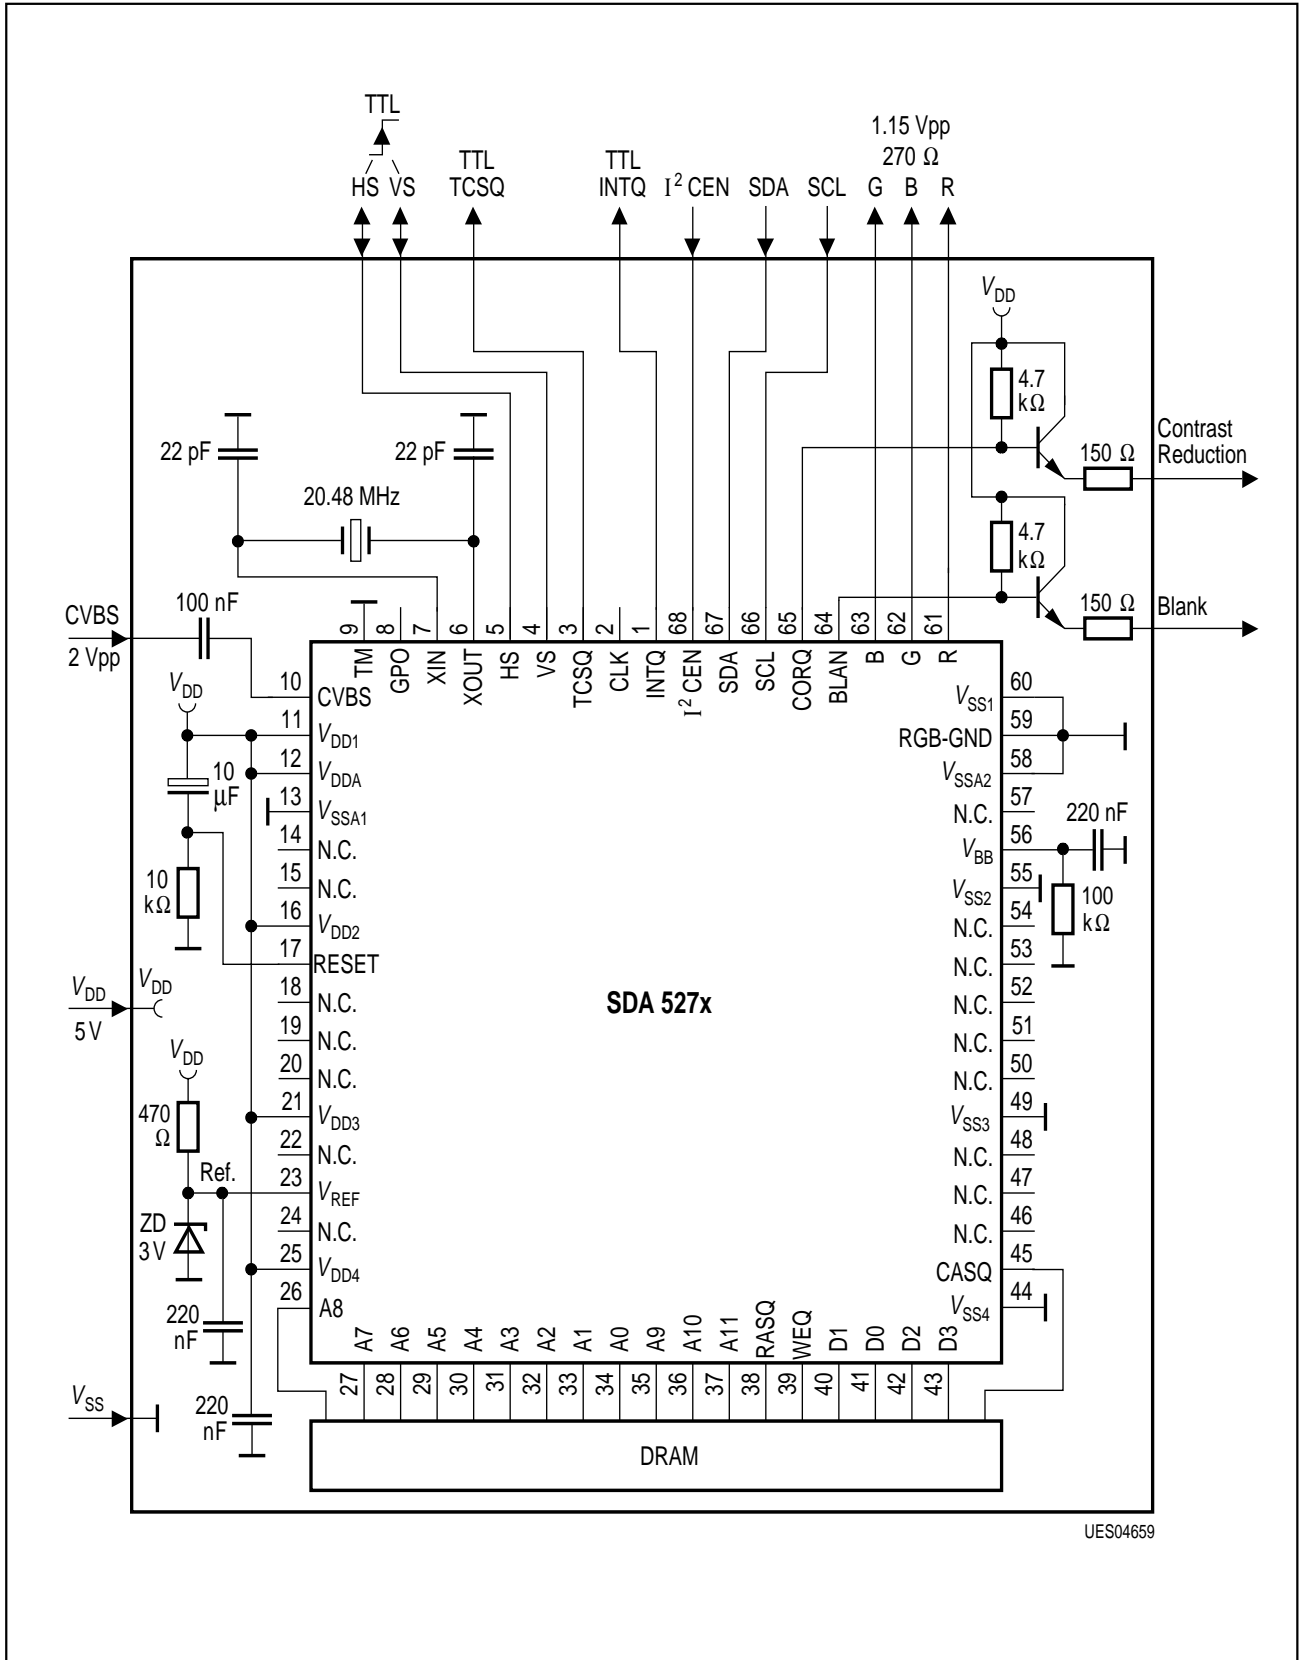 TTL
HS VS
TTL
TCSQ
TTL
INTQ
I² CEN
SDA
SCL
1.15 Vpp
270 Ω
G B R
VDD
4.7
kΩ
150 Ω
Contrast
Reduction
4.7
kΩ
150 Ω
Blank
22 pF
22 pF
20.48 MHz
100 nF
CVBS
2 Vpp
9 8 7 6 5 4 3 2 1 68 67 66 65 64 63 62 61
TM GPO XIN XOUT HS VS TCSQ CLK INTQ I² CEN SDA SCL CORQ BLAN B G R
VDD
10
µF
10
kΩ
VDD
5 V
VDD
VDD
470
Ω
Ref.
ZD
3 V
220
nF
VSS
220
nF
10 CVBS
11 VDD1
12 VDDA
13 VSSA1
14 N.C.
15 N.C.
16 VDD2
17 RESET
18 N.C.
19 N.C.
20 N.C.
21 VDD3
22 N.C.
23 VREF
24 N.C.
25 VDD4
26 A8
SDA 527x
VSS1 60
RGB-GND 59
VSSA2 58
N.C. 57
VBB 56
VSS2 55
N.C. 54
N.C. 53
N.C. 52
N.C. 51
N.C. 50
VSS3 49
N.C. 48
N.C. 47
N.C. 46
CASQ 45
VSS4 44
220 nF
100
kΩ
A7 A6 A5 A4 A3 A2 A1 A0 A9 A10 A11 RASQ WEQ D1 D0 D2 D3
27 28 29 30 31 32 33 34 35 36 37 38 39 40 41 42 43
DRAM
UES04659